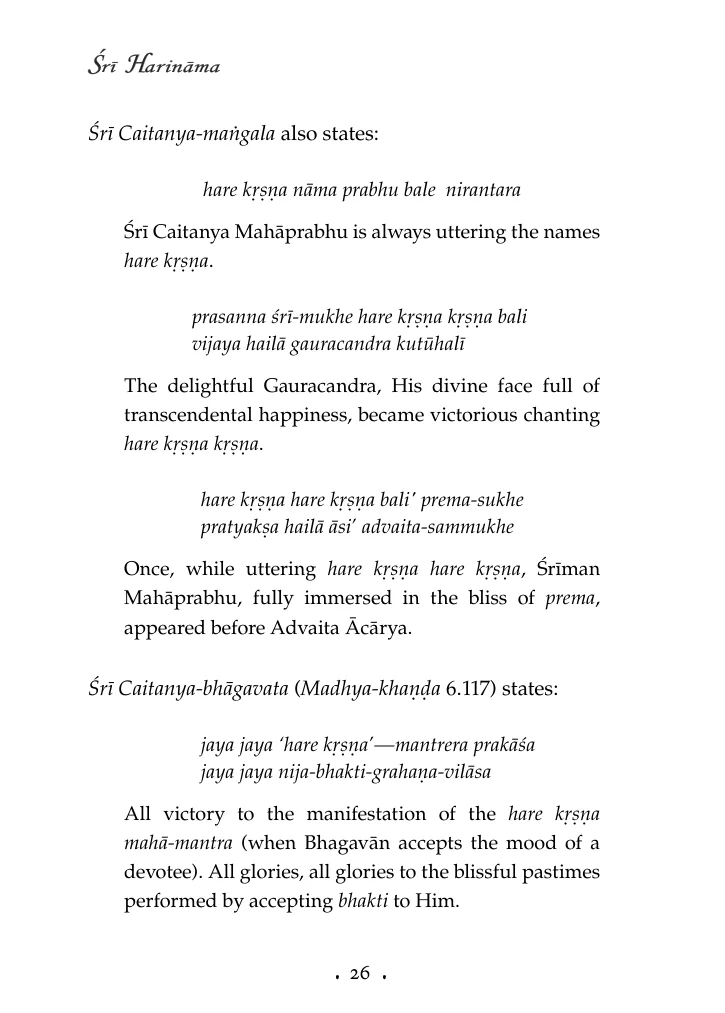 Śrī Harināma
Śrī Caitanya-maṅgala also states:
hare kṛṣṇa nāma prabhu bale  nirantara
Śrī Caitanya Mahāprabhu is always uttering the names
hare kṛṣṇa.
prasanna śrī-mukhe hare kṛṣṇa kṛṣṇa bali
vijaya hailā gauracandra kutūhalī
The delightful Gauracandra, His divine face full of
transcendental happiness, became victorious chanting
hare kṛṣṇa kṛṣṇa.
hare kṛṣṇa hare kṛṣṇa bali’ prema-sukhe
pratyakṣa hailā āsi’ advaita-sammukhe
Once, while uttering hare kṛṣṇa hare kṛṣṇa, Śrīman
Mahāprabhu, fully immersed in the bliss of prema,
appeared before Advaita Ācārya.
Śrī Caitanya-bhāgavata (Madhya-khaṇḍa 6.117) states:
jaya jaya ‘hare kṛṣṇa’—mantrera prakāśa
jaya jaya nija-bhakti-grahaṇa-vilāsa
All victory to the manifestation of the hare kṛṣṇa
mahā-mantra (when Bhagavān accepts the mood of a
devotee). All glories, all glories to the blissful pastimes
performed by accepting bhakti to Him.
. 26 .